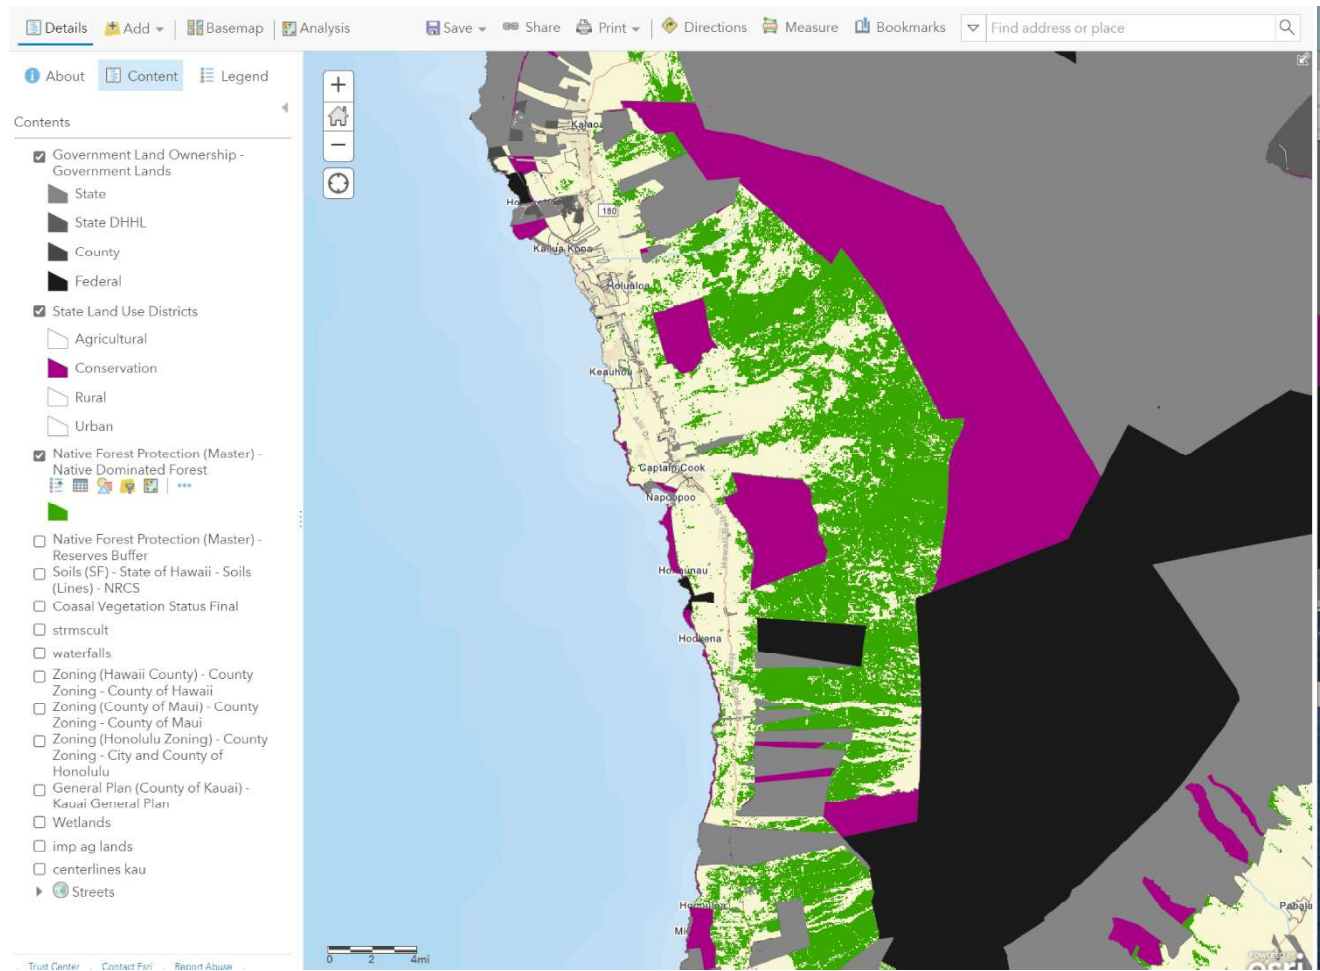 Details
Add
Basemap
Analysis
Save
Share
Print
Directions
Measure
Bookmarks
Find address or place
About
Content
Legend
Contents
Government Land Ownership -
Government Lands
State
State DHHL
County
Federal
State Land Use Districts
Agricultural
Conservation
Rural
Urban
Native Forest Protection (Master) -
Native Dominated Forest
Native Forest Protection (Master) -
Reserves Buffer
Soils (SF) - State of Hawaii - Soils
(Lines) - NRCS
Coasal Vegetation Status Final
strmscult
waterfalls
Zoning (Hawaii County) - County
Zoning - County of Hawaii
Zoning (County of Maui) - County
Zoning - County of Maui
Zoning (Honolulu Zoning) - County
Zoning - City and County of
Honolulu
General Plan (County of Kauai) -
Kauai General Plan
Wetlands
imp ag lands
centerlines kau
Streets
Trust Center
Contact Esri
Report Abuse
Kalao
180
Kailua Kona
Holualoa
Keauhou
Alii Dr
Captain Cook
Napoopoo
Hookena
0 2 4mi
POWERED BY
esri